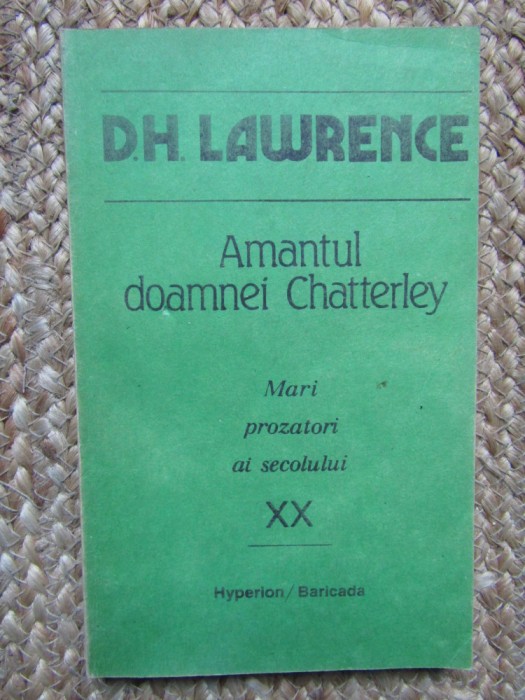 D.H. LAWRENCE
Amantul
doamnei Chatterley
Mari
prozatori
ai secolului
XX
Hyperion/Baricada